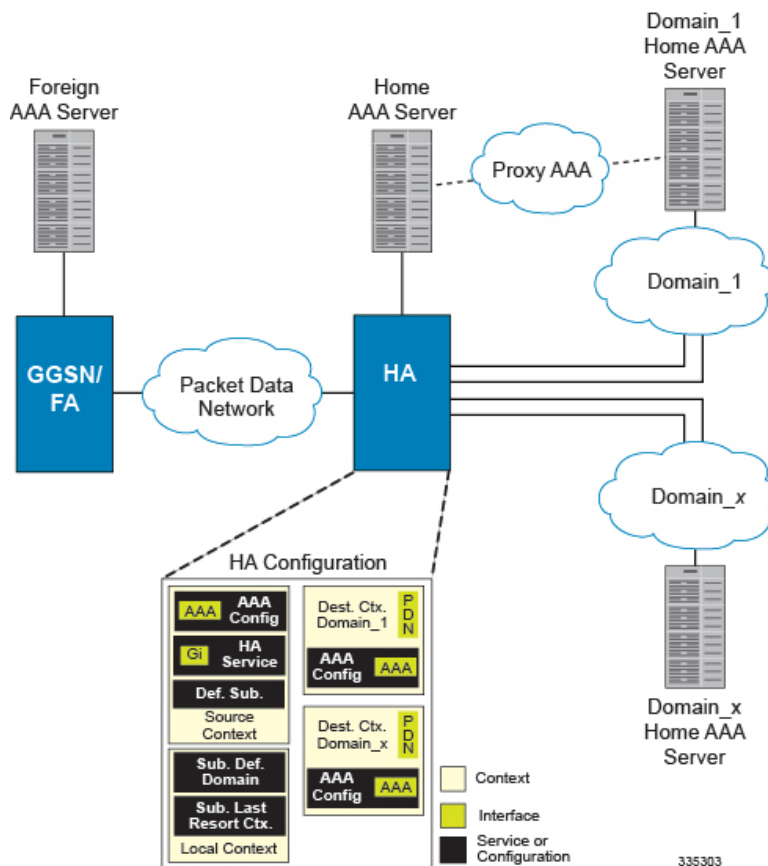 Domain_1
Home AAA
Server
Foreign
AAA Server
Home
AAA Server
Proxy AAA
Domain_1
GGSN/
FA
Packet Data
Network
HA
Domain_x
HA Configuration
AAA
AAA
Config
Gi
HA
Service
Def. Sub.
Source
Context
Sub. Def.
Domain
Sub. Last
Resort Ctx.
Local Context
Dest. Ctx.
Domain_1
PDN
AAA
Config
AAA
Dest. Ctx.
Domain_x
PDN
AAA
Config
AAA
Domain_x
Home AAA
Server
Context
Interface
Service or
Configuration
335303